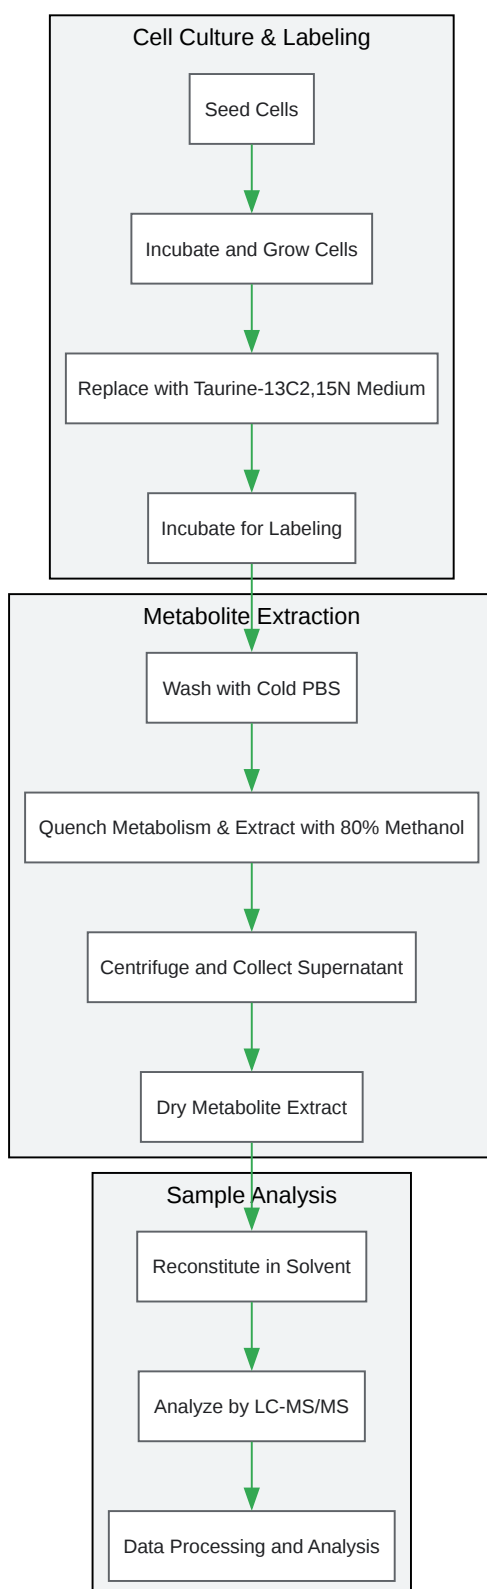 Cell Culture & Labeling
Seed Cells
Incubate and Grow Cells
Replace with Taurine-13C2,15N Medium
Incubate for Labeling
Metabolite Extraction
Wash with Cold PBS
Quench Metabolism & Extract with 80% Methanol
Centrifuge and Collect Supernatant
Dry Metabolite Extract
Sample Analysis
Reconstitute in Solvent
Analyze by LC-MS/MS
Data Processing and Analysis